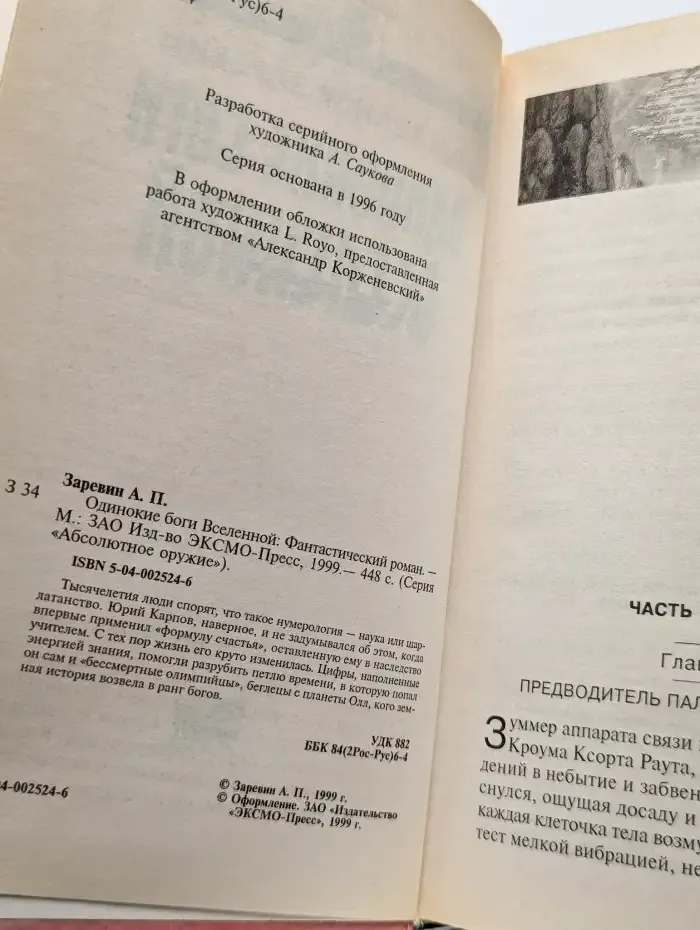 Рус)6-4
Разработка серийного оформления
художника А. Саукова
Серия основана в 1996 году
В оформлении обложки использована
работа художника L. Royo, предоставленная
агентством «Александр Корженевский»
З 34
Заревин А. П.
Одинокие боги Вселенной: Фантастический роман. –
М.: ЗАО Изд-во ЭКСМО-Пресс, 1999.— 448 с. (Серия
«Абсолютное оружие»).
ISBN 5-04-002524-6
Тысячелетия люди спорят, что такое нумерология — наука или шар-
латанство. Юрий Карпов, наверное, и не задумывался об этом, когда
впервые применил «формулу счастья», оставленную ему в наследство
учителем. С тех пор жизнь его круто изменилась. Цифры, наполненные
энергией знания, помогли разрубить петлю времени, в которую попал
он сам и «бессмертные олимпийцы», беглецы с планеты Олл, кого зем-
ная история возвела в ранг богов.
УДК 882
ББК 84(2Рос-Рус)6-4
04-002524-6
© Заревин А. П., 1999 г.
© Оформление. ЗАО «Издательство
«ЭКСМО-Пресс», 1999 г.
ЧАСТЬ
Глав
ПРЕДВОДИТЕЛЬ ПАЛ
Зуммер аппарата связи
Кроума Ксорта Раута,
дений в небытие и забвен
снулся, ощущая досаду и
каждая клеточка тела возму
тест мелкой вибрацией, не